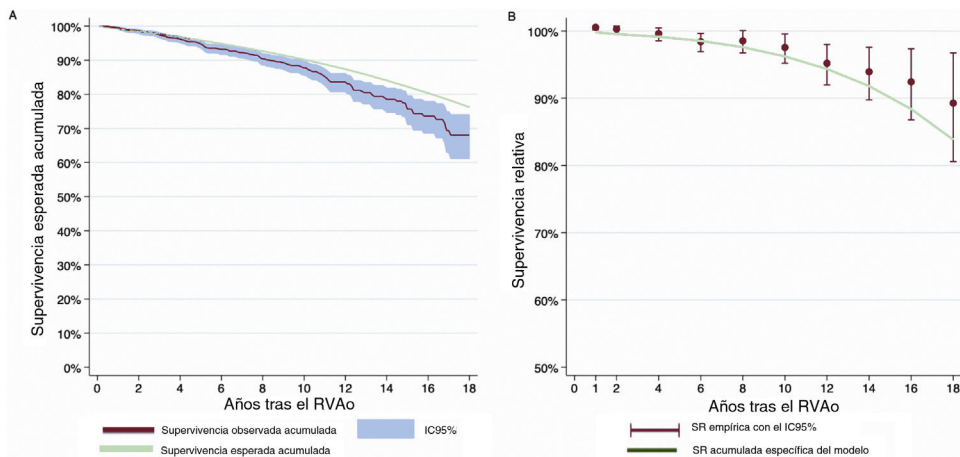 A
Supervivencia esperada acumulada
100%
90%
80%
70%
60%
50%
40%
30%
20%
10%
0%
0 2 4 6 8 10 12 14 16 18
Años tras el RVAo
Supervivencia observada acumulada
IC95%
Supervivencia esperada acumulada
B
Supervivencia relativa
100%
90%
80%
70%
60%
50%
0 1 2 4 6 8 10 12 14 16 18
Años tras el RVAo
SR empírica con el IC95%
SR acumulada específica del modelo